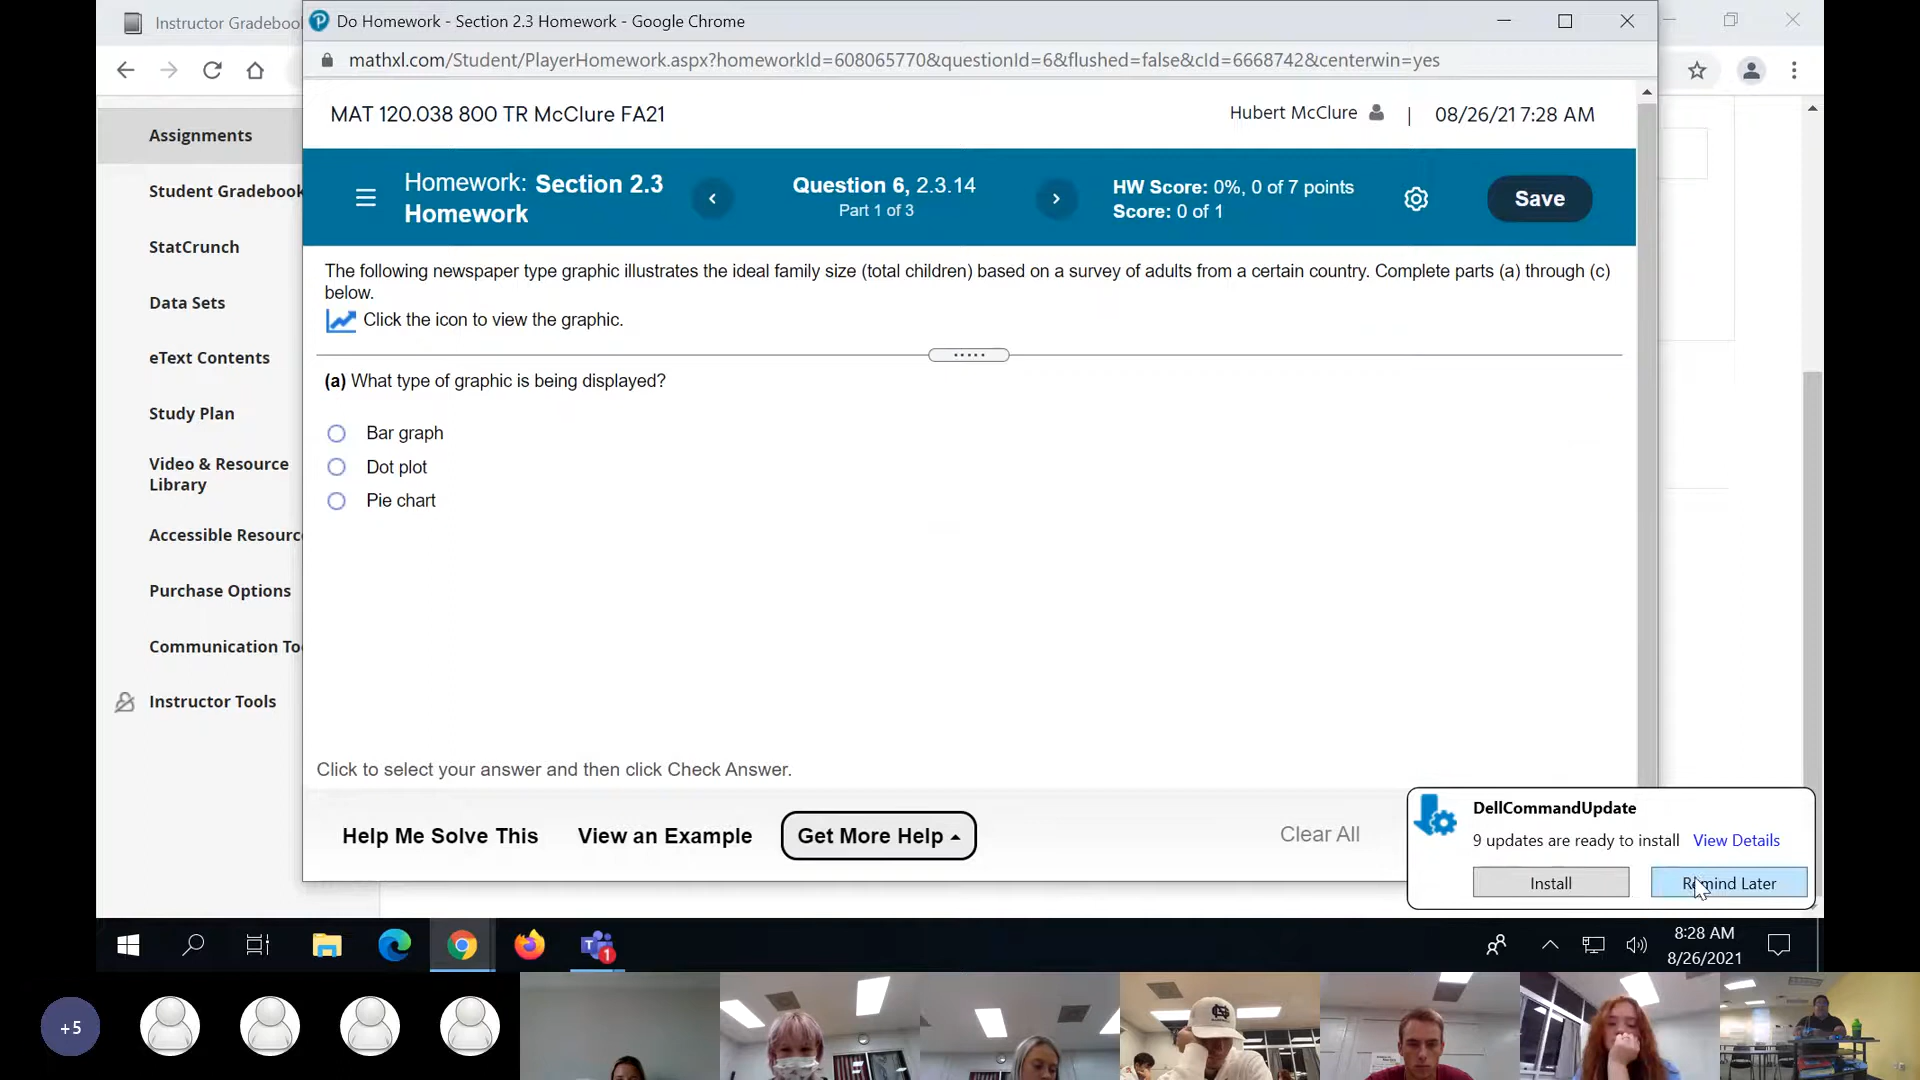 Instructor Gradeboo
Do Homework - Section 2.3 Homework - Google Chrome
mathxl.com/Student/PlayerHomework.aspx?homeworkId=608065770&questionId=6&flushed=false&cId=6668742&centerwin=yes
Assignments
Student Gradebook
StatCrunch
Data Sets
eText Contents
Study Plan
Video & Resource
Library
Accessible Resourc
Purchase Options
Communication To
Instructor Tools
MAT 120.038 800 TR McClure FA21
Hubert McClure | 08/26/21 7:28 AM
Homework: Section 2.3
Homework
Question 6, 2.3.14
Part 1 of 3
HW Score: 0%, 0 of 7 points
Score: 0 of 1
Save
The following newspaper type graphic illustrates the ideal family size (total children) based on a survey of adults from a certain country. Complete parts (a) through (c)
below.
Click the icon to view the graphic.
(a) What type of graphic is being displayed?
Bar graph
Dot plot
Pie chart
Click to select your answer and then click Check Answer.
Help Me Solve This
View an Example
Get More Help
Clear All
DellCommandUpdate
9 updates are ready to install View Details
Install
Remind Later
T
1
8:28 AM
8/26/2021
+5